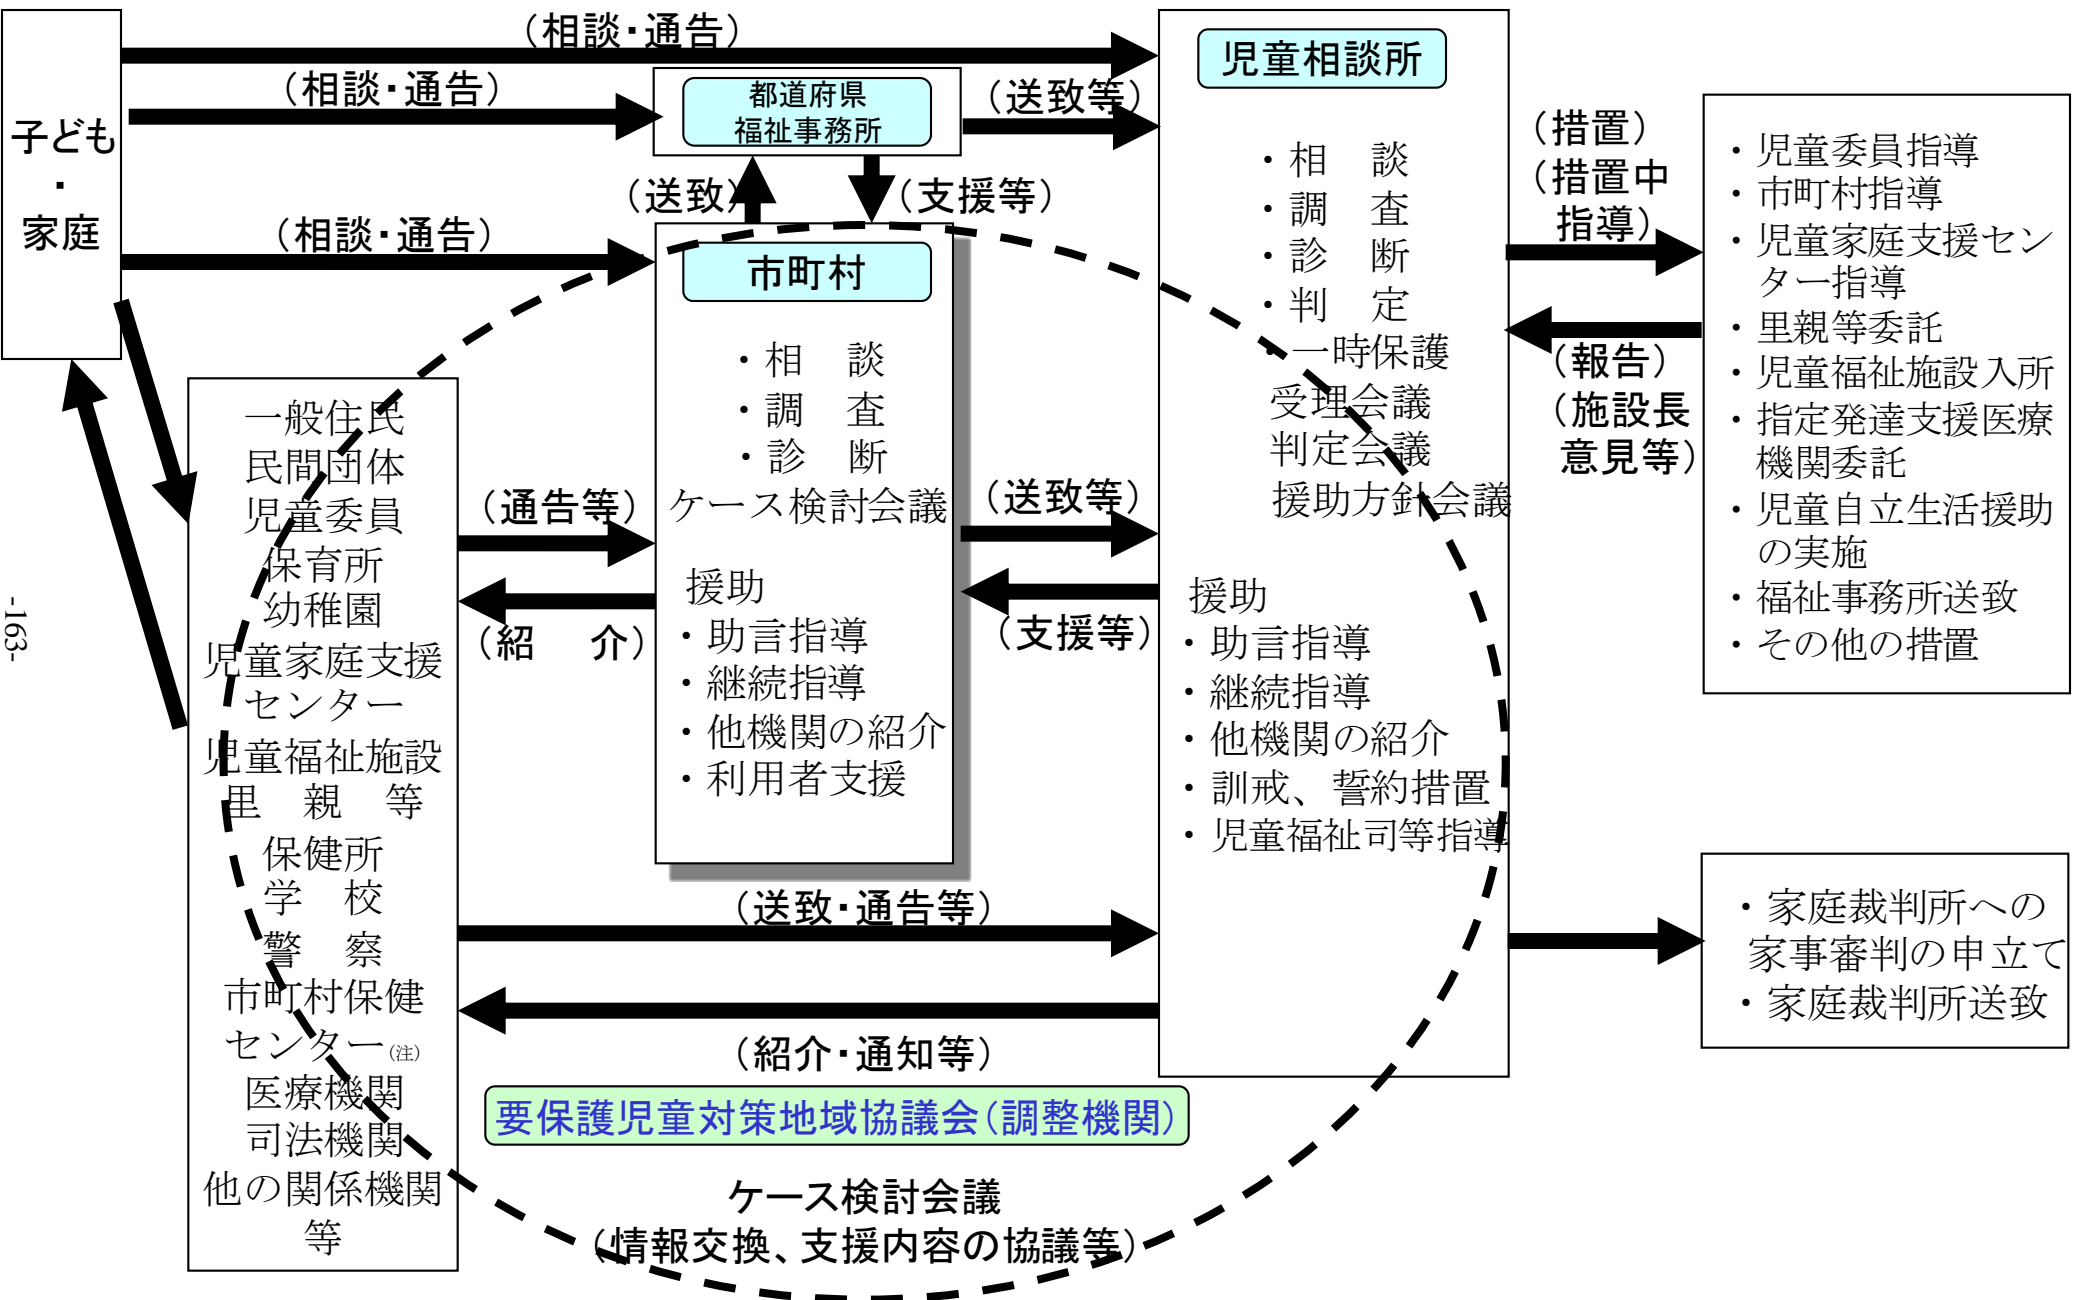 (相談・通告)
(相談・通告)
子ども
・
家庭
(相談・通告)
都道府県
福祉事務所
(送致等)
(送致)
(支援等)
一般住民
民間団体
児童委員
保育所
幼稚園
児童家庭支援
センター
児童福祉施設
里 親 等
保健所
学 校
警 察
市町村保健
センター(注)
医療機関
司法機関
他の関係機関
等
(通告等)
(紹 介)
市町村
・相 談
・調 査
・診 断
ケース検討会議
援助
・助言指導
・継続指導
・他機関の紹介
・利用者支援
(送致等)
(支援等)
(送致・通告等)
(紹介・通知等)
児童相談所
・相 談
・調 査
・診 断
・判 定
・一時保護
受理会議
判定会議
援助方針会議
援助
・助言指導
・継続指導
・他機関の紹介
・訓戒、誓約措置
・児童福祉司等指導
(措置)
(措置中
指導)
(報告)
(施設長
意見等)
・児童委員指導
・市町村指導
・児童家庭支援セン
ター指導
・里親等委託
・児童福祉施設入所
・指定発達支援医療
機関委託
・児童自立生活援助
の実施
・福祉事務所送致
・その他の措置
・家庭裁判所への
家事審判の申立て
・家庭裁判所送致
要保護児童対策地域協議会(調整機関)
ケース検討会議
(情報交換、支援内容の協議等)
-163-